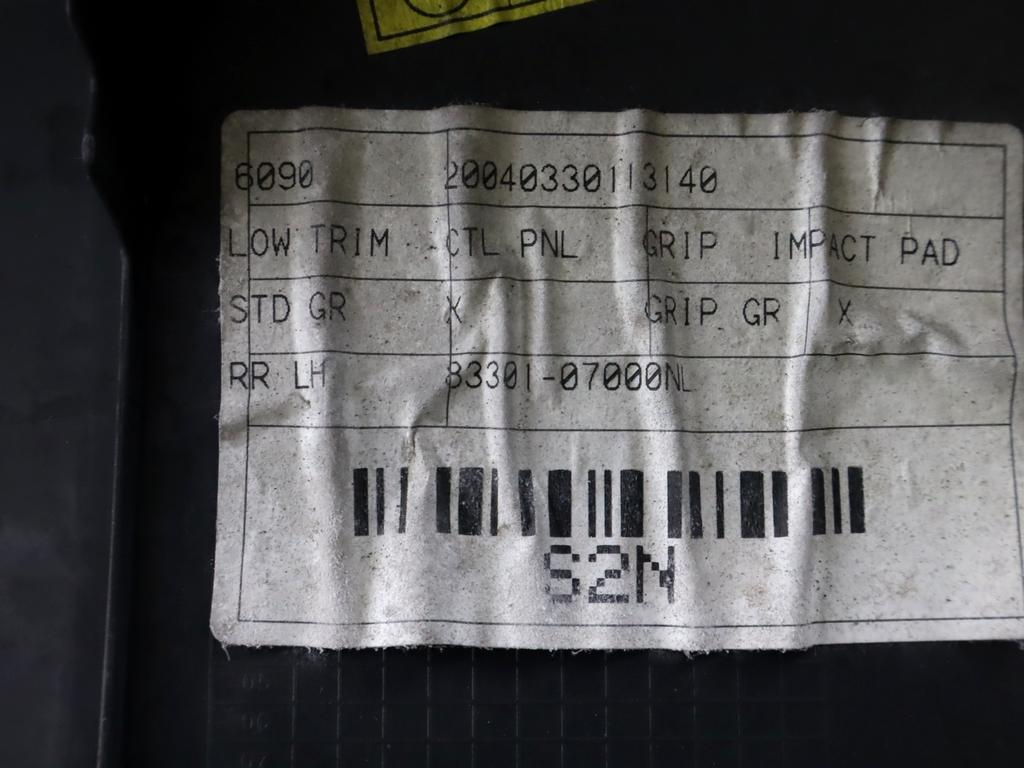 6090 20040330113140
LOW TRIM CTL PNL GRIP IMPACT PAD
STD GR X GRIP GR X
RR LH 83301-07000NL
S2N